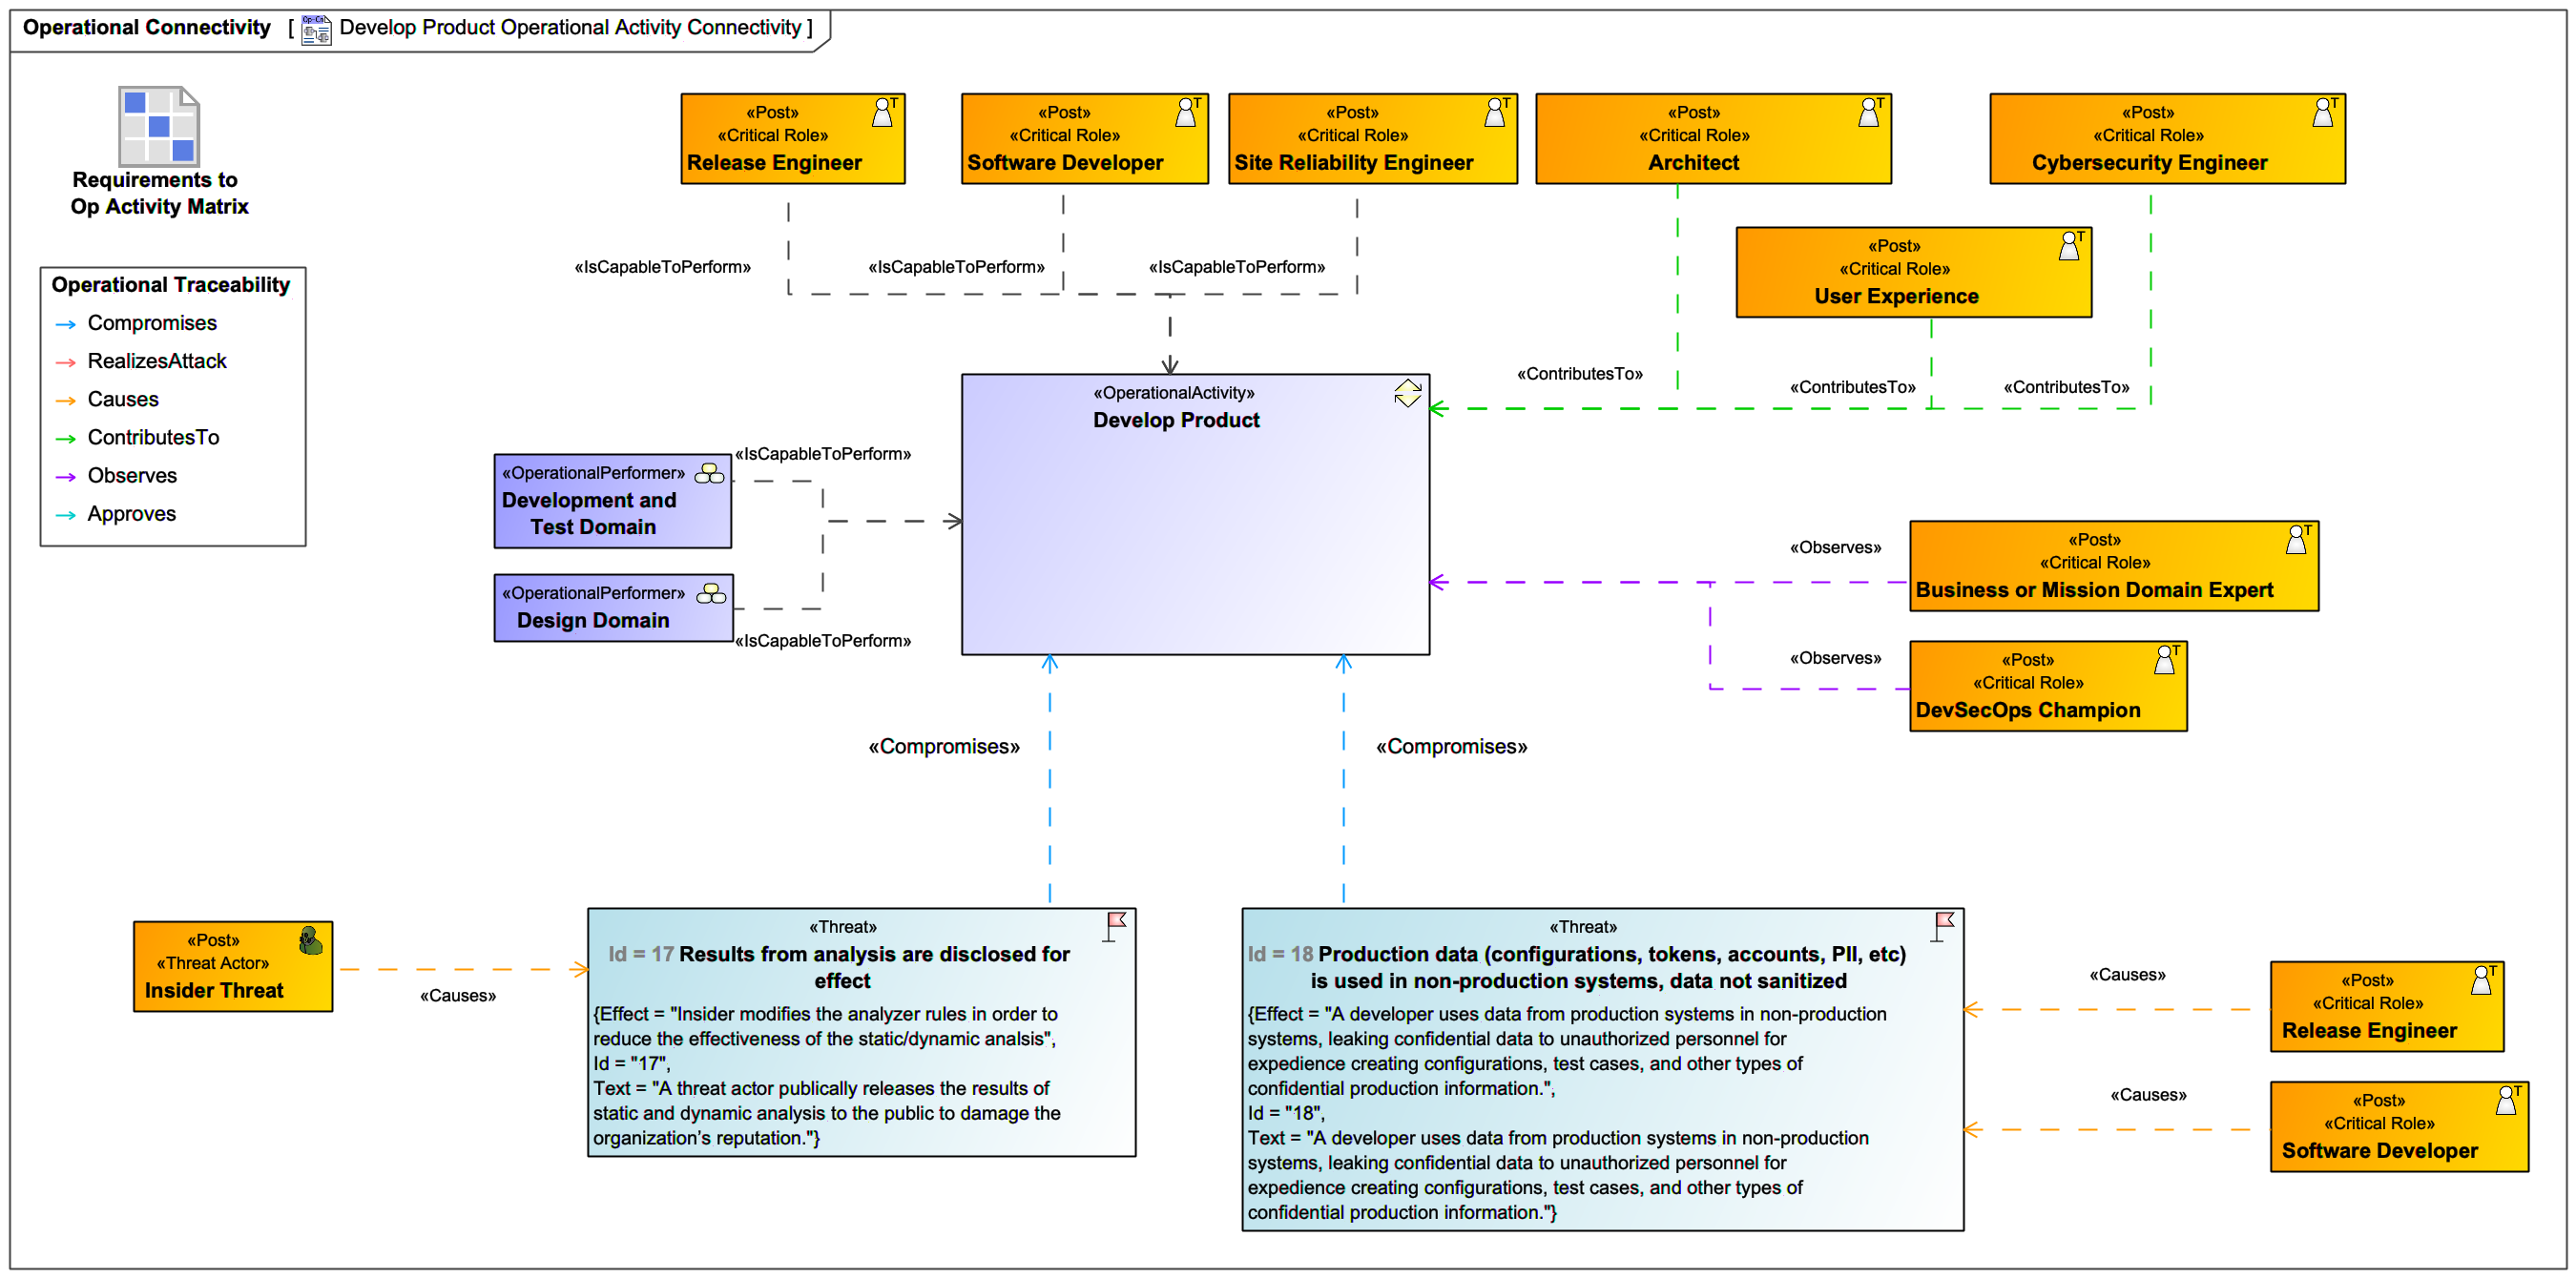 Operational Connectivity [ Develop Product Operational Activity Connectivity ]
Op-Cn
Requirements to
Op Activity Matrix
Operational Traceability
Compromises
RealizesAttack
Causes
ContributesTo
Observes
Approves
«Post»
«Critical Role»
Release Engineer
T
«Post»
«Critical Role»
Software Developer
T
«Post»
«Critical Role»
Site Reliability Engineer
T
«Post»
«Critical Role»
Architect
T
«Post»
«Critical Role»
Cybersecurity Engineer
T
«Post»
«Critical Role»
User Experience
T
«IsCapableToPerform»
«IsCapableToPerform»
«IsCapableToPerform»
«ContributesTo»
«ContributesTo»
«ContributesTo»
«OperationalActivity»
Develop Product
«IsCapableToPerform»
«OperationalPerformer»
Development and
Test Domain
«OperationalPerformer»
Design Domain
«IsCapableToPerform»
«Observes»
«Post»
«Critical Role»
Business or Mission Domain Expert
T
«Observes»
«Post»
«Critical Role»
DevSecOps Champion
T
«Compromises»
«Compromises»
«Post»
«Threat Actor»
Insider Threat
«Causes»
«Threat»
Id = 17 Results from analysis are disclosed for
effect
{Effect = "Insider modifies the analyzer rules in order to
reduce the effectiveness of the static/dynamic analsis",
Id = "17",
Text = "A threat actor publically releases the results of
static and dynamic analysis to the public to damage the
organization's reputation."}
«Threat»
Id = 18 Production data (configurations, tokens, accounts, PII, etc)
is used in non-production systems, data not sanitized
{Effect = "A developer uses data from production systems in non-production
systems, leaking confidential data to unauthorized personnel for
expedience creating configurations, test cases, and other types of
confidential production information.",
Id = "18",
Text = "A developer uses data from production systems in non-production
systems, leaking confidential data to unauthorized personnel for
expedience creating configurations, test cases, and other types of
confidential production information."}
«Causes»
«Post»
«Critical Role»
Release Engineer
T
«Causes»
«Post»
«Critical Role»
Software Developer
T